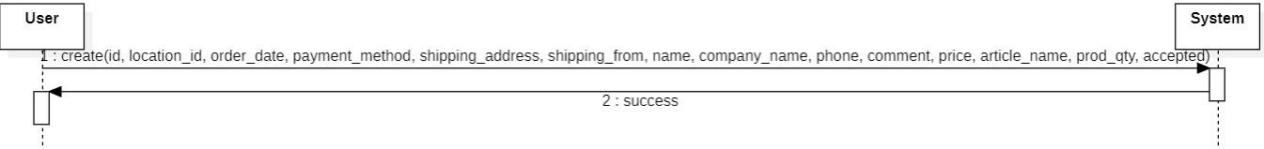 User
System
1 : create(id, location_id, order_date, payment_method, shipping_address, shipping_from, name, company_name, phone, comment, price, article_name, prod_qty, accepted)
2 : success